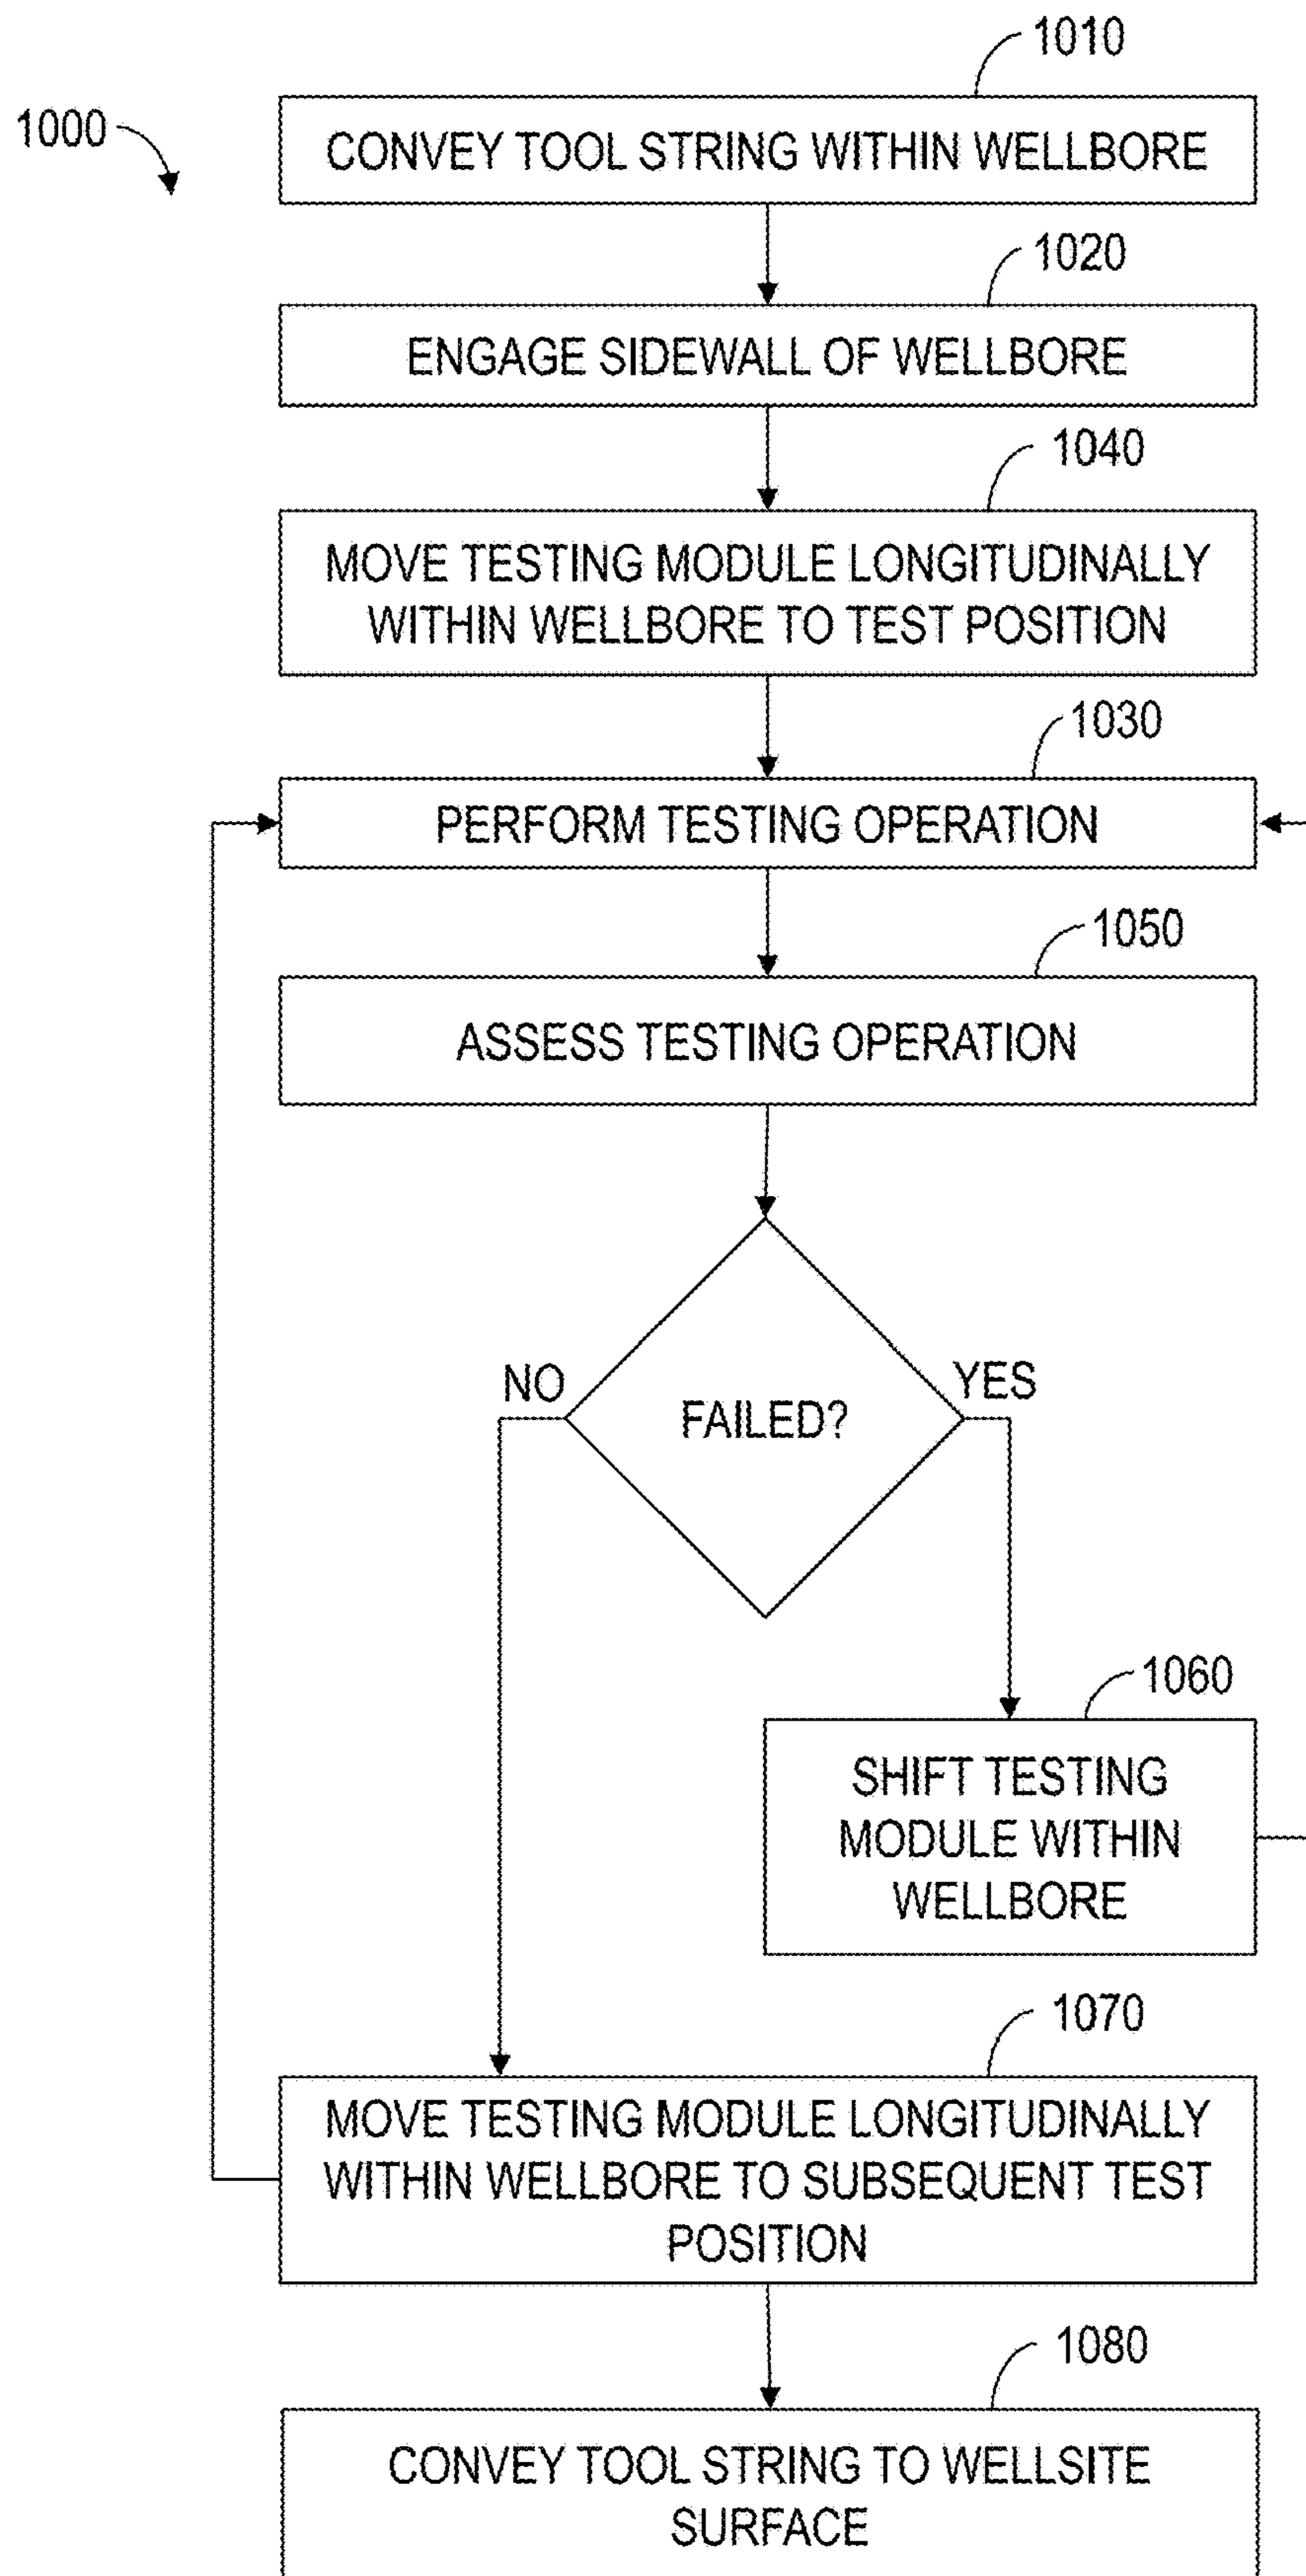 1010
1000
CONVEY TOOL STRING WITHIN WELLBORE
1020
ENGAGE SIDEWALL OF WELLBORE
1040
MOVE TESTING MODULE LONGITUDINALLY
WITHIN WELLBORE TO TEST POSITION
1030
PERFORM TESTING OPERATION
1050
ASSESS TESTING OPERATION
NO
YES
FAILED?
1060
SHIFT TESTING
MODULE WITHIN
WELLBORE
1070
MOVE TESTING MODULE LONGITUDINALLY
WITHIN WELLBORE TO SUBSEQUENT TEST
POSITION
1080
CONVEY TOOL STRING TO WELLSITE
SURFACE